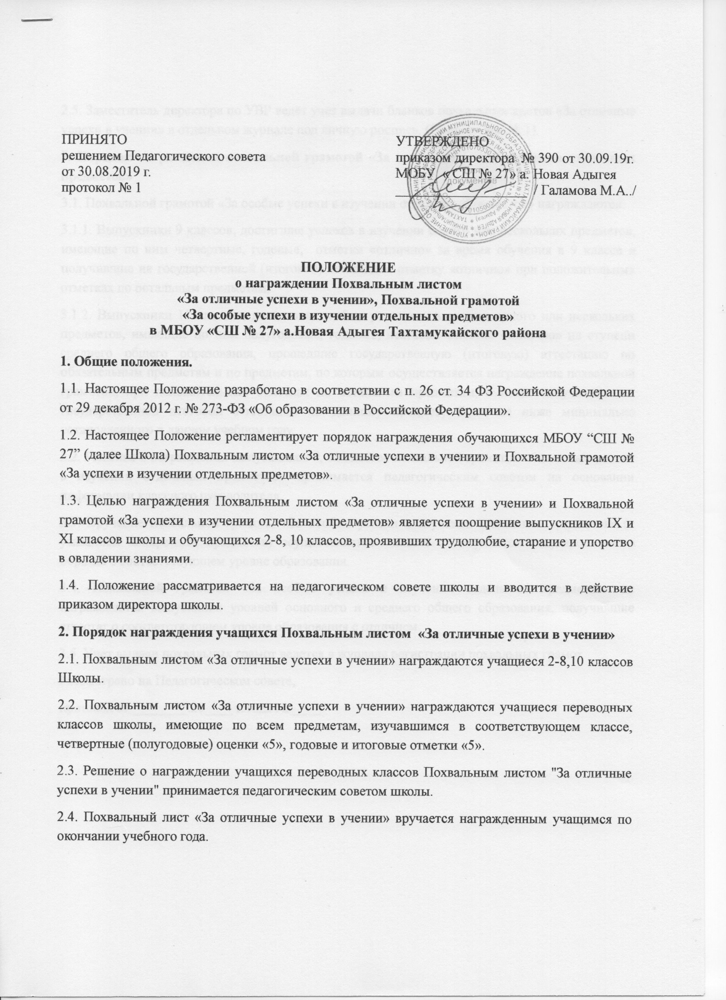 ПРИНЯТО
решением Педагогического совета
от 30.08.2019 г.
протокол № 1
УТВЕРЖДЕНО
приказом директора № 390 от 30.09.19г.
МОБУ « СШ № 27» а. Новая Адыгея
/ Галамова М.А../
документов
ПОЛОЖЕНИЕ
о награждении Похвальным листом
«За отличные успехи в учении», Похвальной грамотой
«За особые успехи в изучении отдельных предметов»
в МБОУ «СШ № 27» а.Новая Адыгея Тахтамукайского района
1. Общие положения.
1.1. Настоящее Положение разработано в соответствии с п. 26 ст. 34 ФЗ Российской Федерации
от 29 декабря 2012 г. № 273-ФЗ «Об образовании в Российской Федерации».
1.2. Настоящее Положение регламентирует порядок награждения обучающихся МБОУ “СШ №
27” (далее Школа) Похвальным листом «За отличные успехи в учении» и Похвальной грамотой
«За успехи в изучении отдельных предметов».
1.3. Целью награждения Похвальным листом «За отличные успехи в учении» и Похвальной
грамотой «За успехи в изучении отдельных предметов» является поощрение выпускников IX и
XI классов школы и обучающихся 2-8, 10 классов, проявивших трудолюбие, старание и упорство
в овладении знаниями.
1.4. Положение рассматривается на педагогическом совете школы и вводится в действие
приказом директора школы.
2. Порядок награждения учащихся Похвальным листом «За отличные успехи в учении»
2.1. Похвальным листом «За отличные успехи в учении» награждаются учащиеся 2-8,10 классов
Школы.
2.2. Похвальным листом «За отличные успехи в учении» награждаются учащиеся переводных
классов школы, имеющие по всем предметам, изучавшимся в соответствующем классе,
четвертные (полугодовые) оценки «5», годовые и итоговые отметки «5».
2.3. Решение о награждении учащихся переводных классов Похвальным листом "За отличные
успехи в учении" принимается педагогическим советом школы.
2.4. Похвальный лист «За отличные успехи в учении» вручается награжденным учащимся по
окончании учебного года.